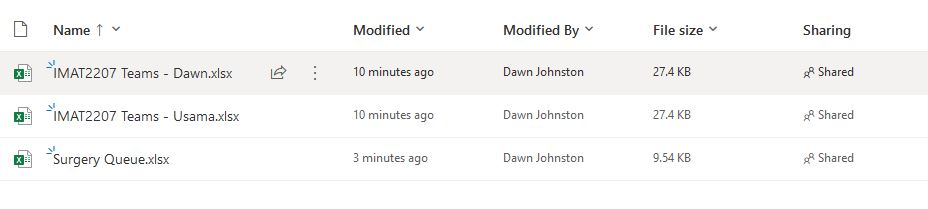 Name ↑ Modified Modified By File size Sharing
IMAT2207 Teams - Dawn.xlsx 10 minutes ago Dawn Johnston 27.4 KB Shared
IMAT2207 Teams - Usama.xlsx 10 minutes ago Dawn Johnston 27.4 KB Shared
Surgery Queue.xlsx 3 minutes ago Dawn Johnston 9.54 KB Shared